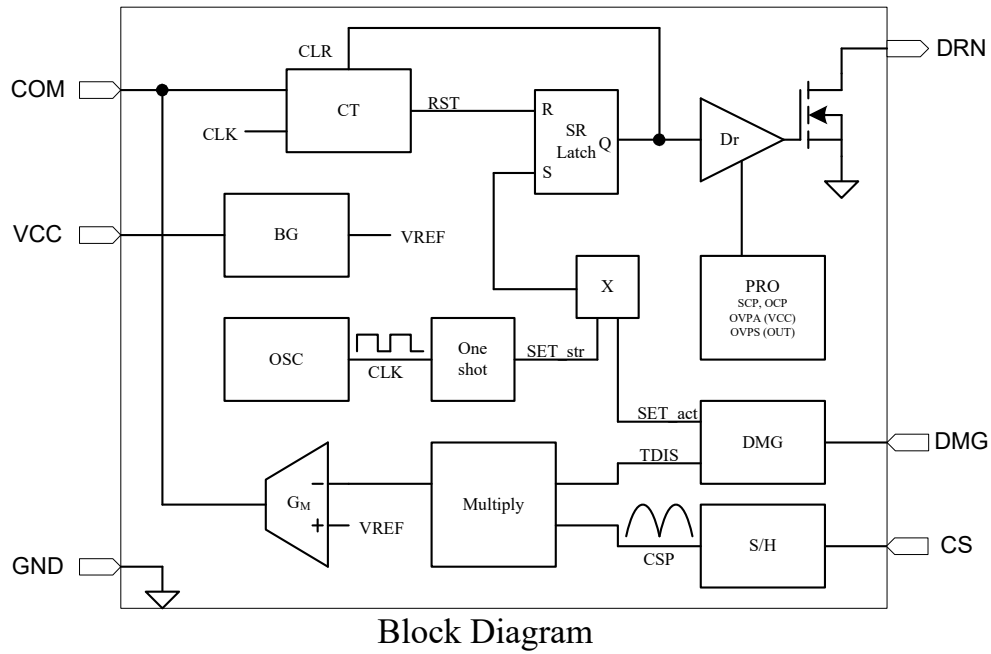 CLR
DRN
COM
CT
RST
R
SR
Latch
Q
S
Dr
CLK
VCC
BG
VREF
X
PRO
SCP, OCP
OVPA (VCC)
OVPS (OUT)
OSC
CLK
One
shot
SET_str
SET_act
DMG
DMG
TDIS
GM
−
+
VREF
Multiply
CSP
S/H
CS
GND
Block Diagram